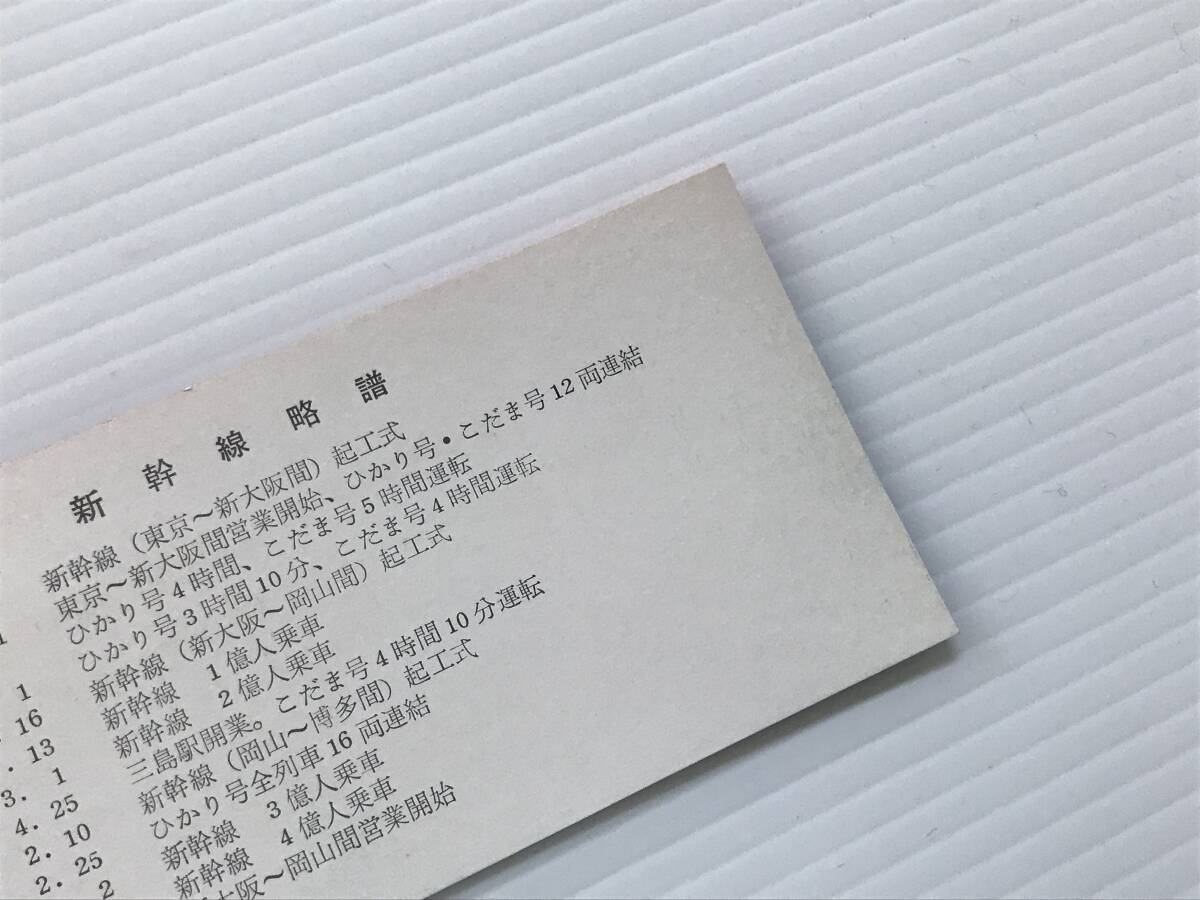 新幹線略譜
新幹線（東京～新大阪間）起工式
1 東京～新大阪間営業開始、ひかり号・こだま号12両連結
ひかり号4時間、こだま号5時間運転
1 ひかり号3時間10分、こだま号4時間運転
. 16 新幹線（新大阪～岡山間）起工式
. 13 新幹線 1億人乗車
3. 1 新幹線 2億人乗車
4. 25 三島駅開業。こだま号4時間10分運転
2. 10 新幹線（岡山～博多間）起工式
2. 25 ひかり号全列車16両連結
2 新幹線 3億人乗車
新幹線 4億人乗車
大阪～岡山間営業開始